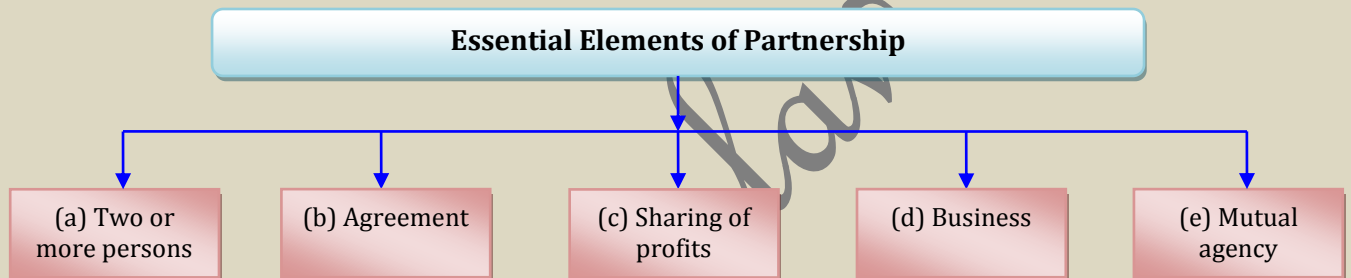 Essential Elements of Partnership
(a) Two or
more persons
(b) Agreement
(c) Sharing of
profits
(d) Business
(e) Mutual
agency